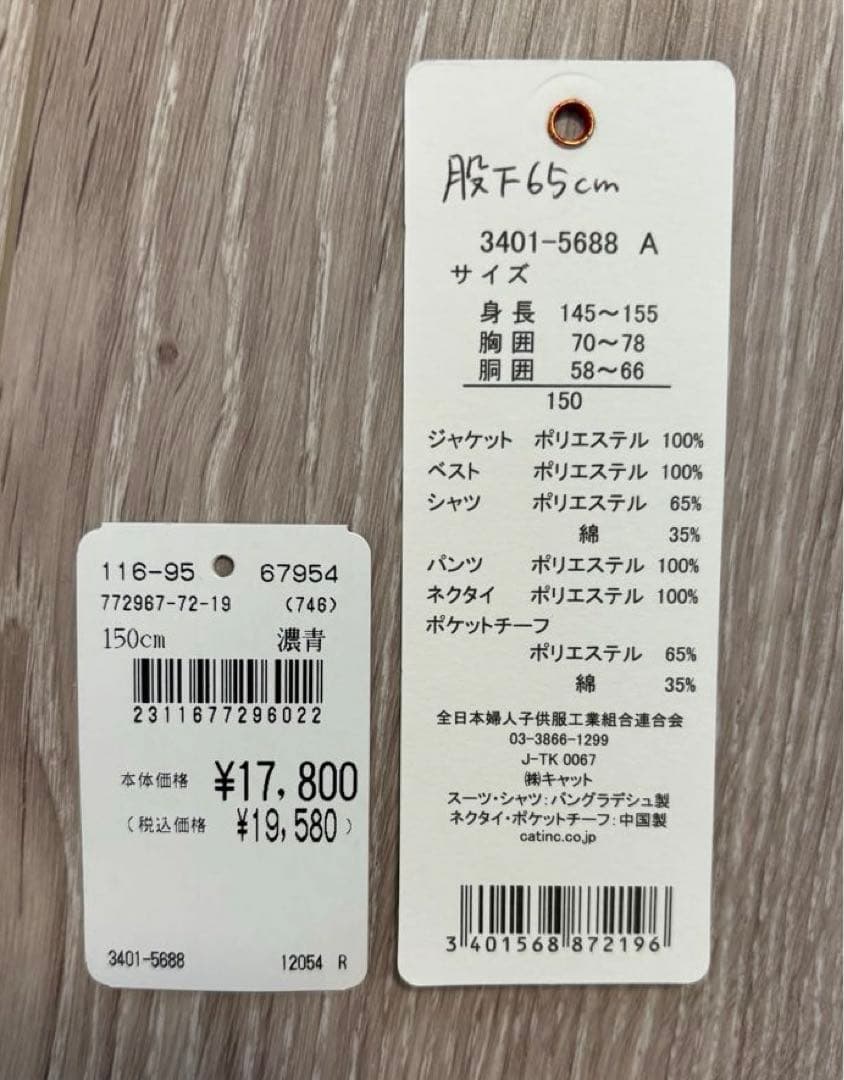 116-95 67954
772967-72-19 (746)
150cm 濃青
2311677296022
本体価格 ¥17,800
(税込価格 ¥19,580)
3401-5688 12054 R
股下65cm
3401-5688 A
サイズ
身長 145〜155
胸囲 70〜78
胴囲 58〜66
150
ジャケット ポリエステル 100%
ベスト ポリエステル 100%
シャツ ポリエステル 65%
綿 35%
パンツ ポリエステル 100%
ネクタイ ポリエステル 100%
ポケットチーフ
ポリエステル 65%
綿 35%
全日本婦人子供服工業組合連合会
03-3866-1299
J-TK 0067
㈱キャット
スーツ・シャツ:バングラデシュ製
ネクタイ・ポケットチーフ:中国製
catinc.co.jp
3401568872196